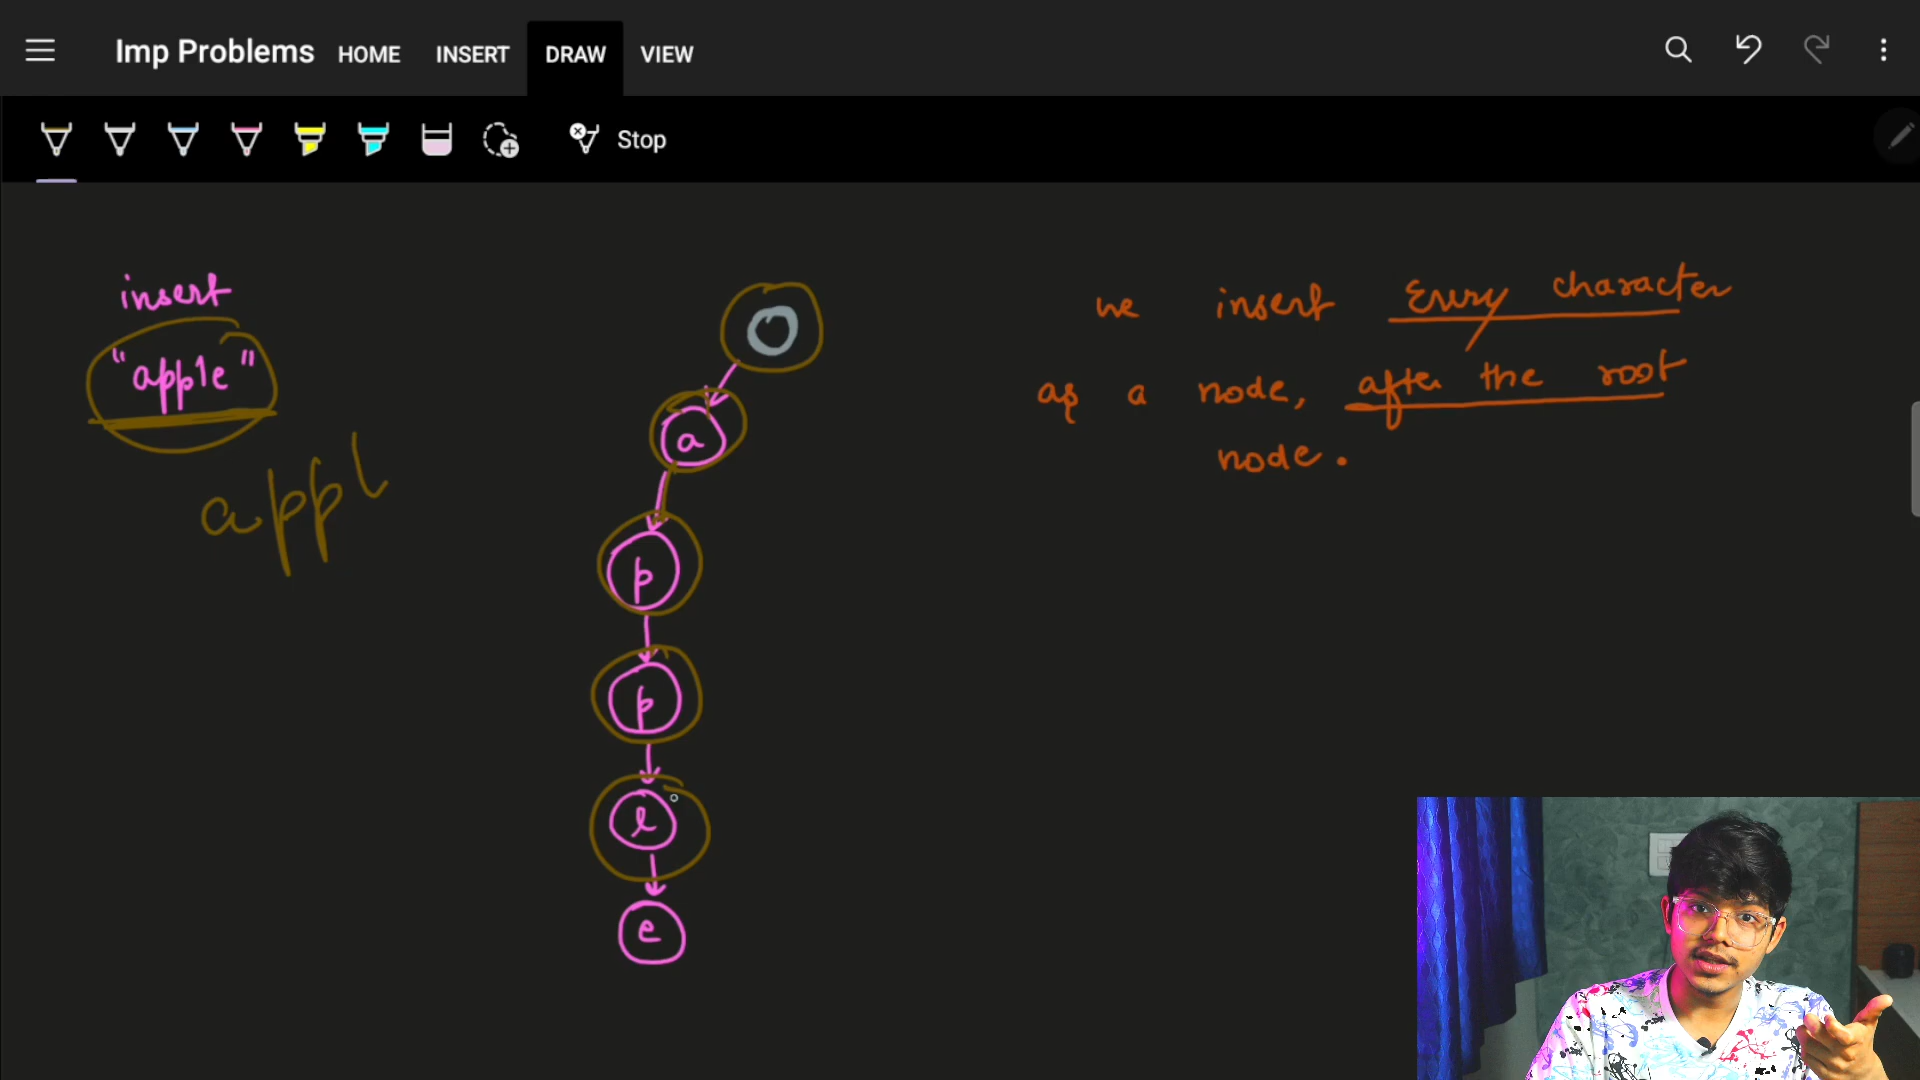 Imp Problems HOME INSERT DRAW VIEW
Stop
insert
"apple"
appl
a
p
p
l
e
we insert Every character
as a node, after the root
node.